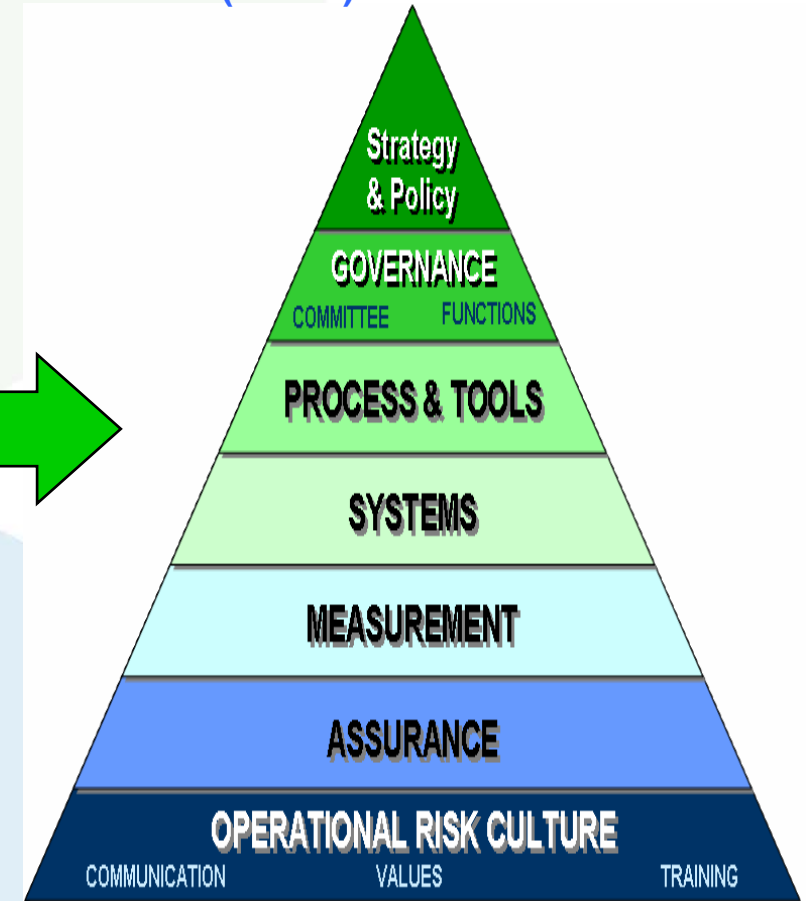 Strategy
& Policy
GOVERNANCE
COMMITTEE FUNCTIONS
PROCESS & TOOLS
SYSTEMS
MEASUREMENT
ASSURANCE
OPERATIONAL RISK CULTURE
COMMUNICATION VALUES TRAINING